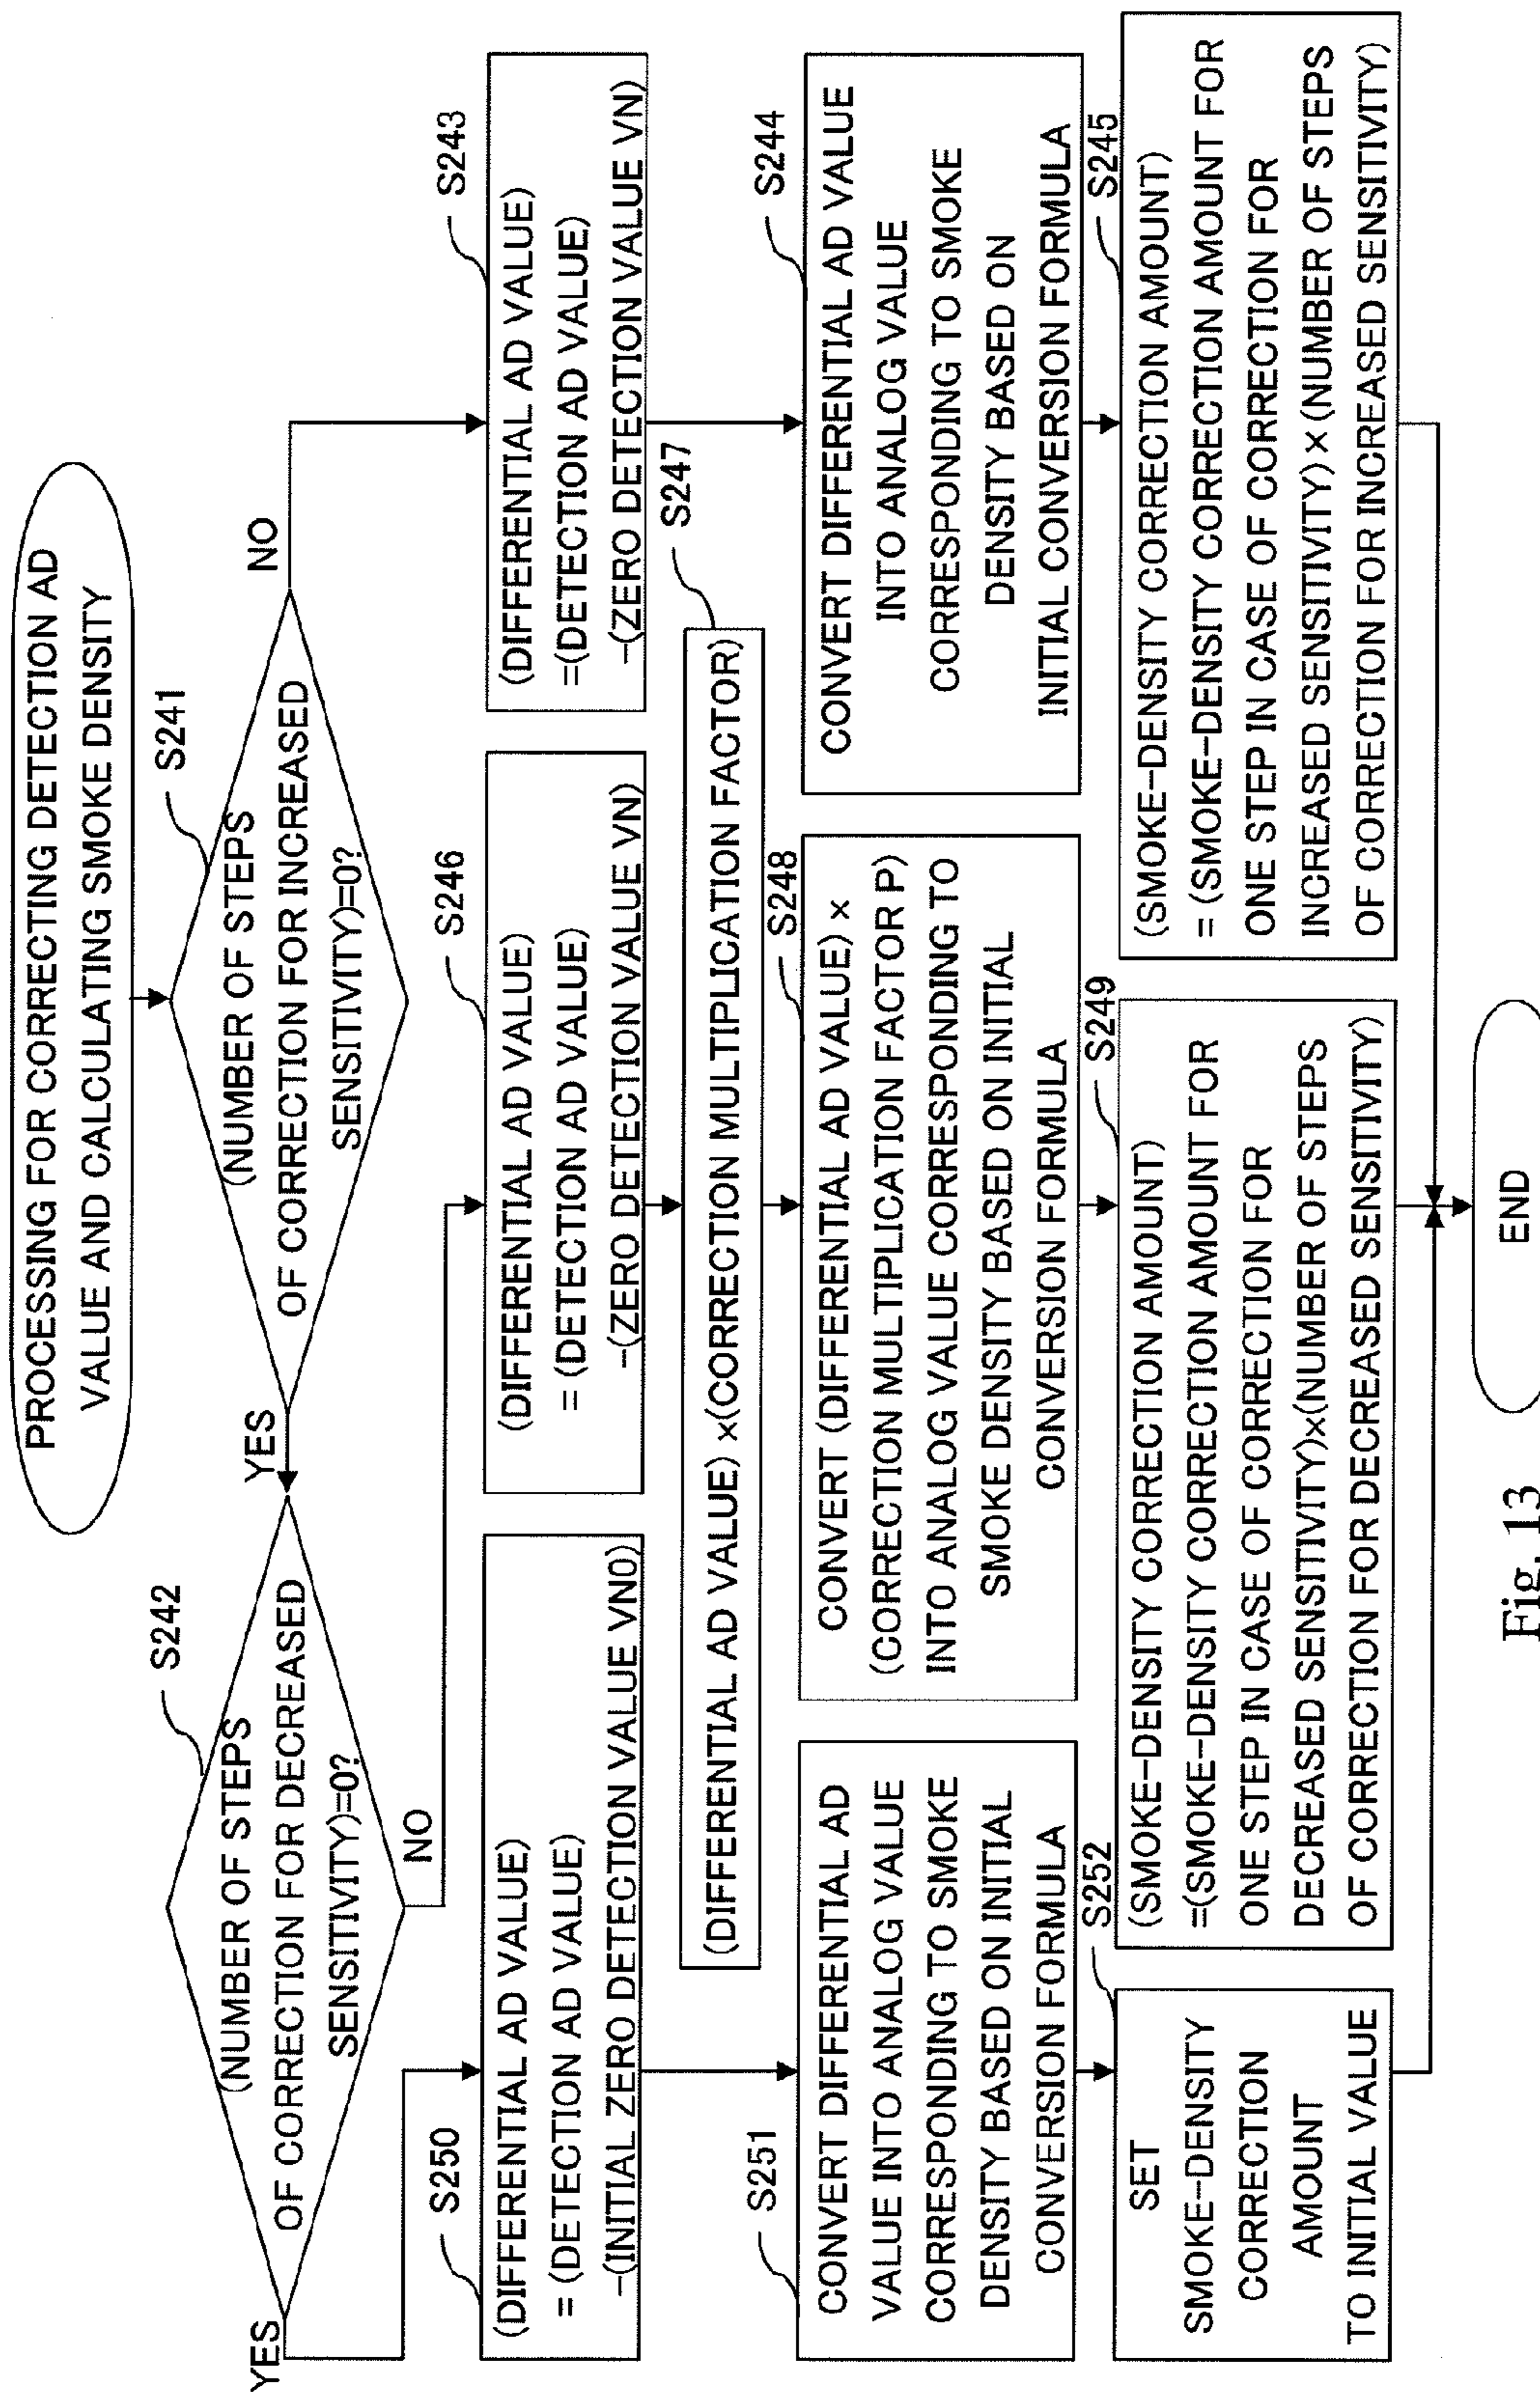 PROCESSING FOR CORRECTING DETECTION AD
VALUE AND CALCULATING SMOKE DENSITY
S241
(NUMBER OF STEPS
OF CORRECTION FOR INCREASED
SENSITIVITY)=0?
YES
NO
S242
(NUMBER OF STEPS
OF CORRECTION FOR DECREASED
SENSITIVITY)=0?
YES
NO
S250
(DIFFERENTIAL AD VALUE)
= (DETECTION AD VALUE)
-(INITIAL ZERO DETECTION VALUE VN0)
S246
(DIFFERENTIAL AD VALUE)
= (DETECTION AD VALUE)
-(ZERO DETECTION VALUE VN)
S243
(DIFFERENTIAL AD VALUE)
=(DETECTION AD VALUE)
-(ZERO DETECTION VALUE VN)
S247
(DIFFERENTIAL AD VALUE) ×(CORRECTION MULTIPLICATION FACTOR)
S251
CONVERT DIFFERENTIAL AD
VALUE INTO ANALOG VALUE
CORRESPONDING TO SMOKE
DENSITY BASED ON INITIAL
CONVERSION FORMULA
S248
CONVERT (DIFFERENTIAL AD VALUE) ×
(CORRECTION MULTIPLICATION FACTOR P)
INTO ANALOG VALUE CORRESPONDING TO
SMOKE DENSITY BASED ON INITIAL
CONVERSION FORMULA
S244
CONVERT DIFFERENTIAL AD VALUE
INTO ANALOG VALUE
CORRESPONDING TO SMOKE
DENSITY BASED ON
INITIAL CONVERSION FORMULA
S252
SET
SMOKE-DENSITY
CORRECTION
AMOUNT
TO INITIAL VALUE
S249
(SMOKE-DENSITY CORRECTION AMOUNT)
=(SMOKE-DENSITY CORRECTION AMOUNT FOR
ONE STEP IN CASE OF CORRECTION FOR
DECREASED SENSITIVITY)×(NUMBER OF STEPS
OF CORRECTION FOR DECREASED SENSITIVITY)
S245
(SMOKE-DENSITY CORRECTION AMOUNT)
= (SMOKE-DENSITY CORRECTION AMOUNT FOR
ONE STEP IN CASE OF CORRECTION FOR
INCREASED SENSITIVITY) × (NUMBER OF STEPS
OF CORRECTION FOR INCREASED SENSITIVITY)
END
Fig. 13